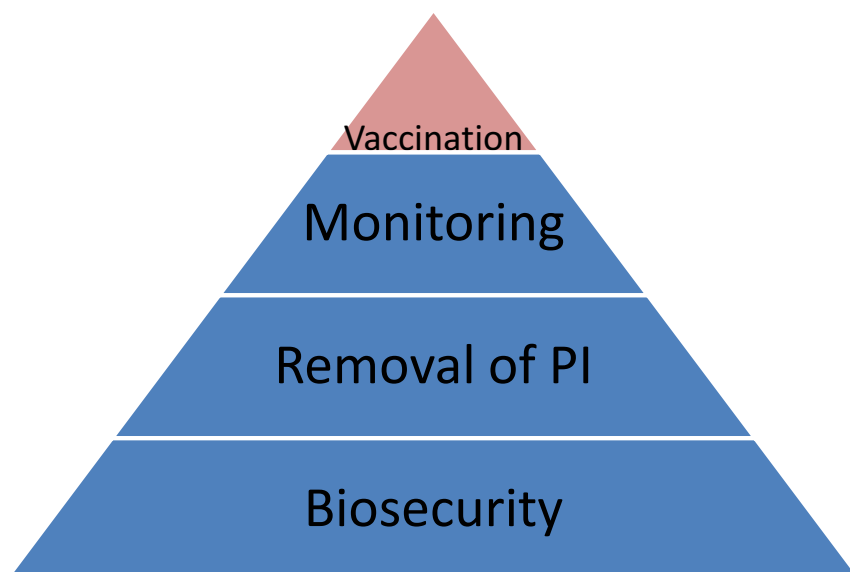 Vaccination
Monitoring
Removal of PI
Biosecurity